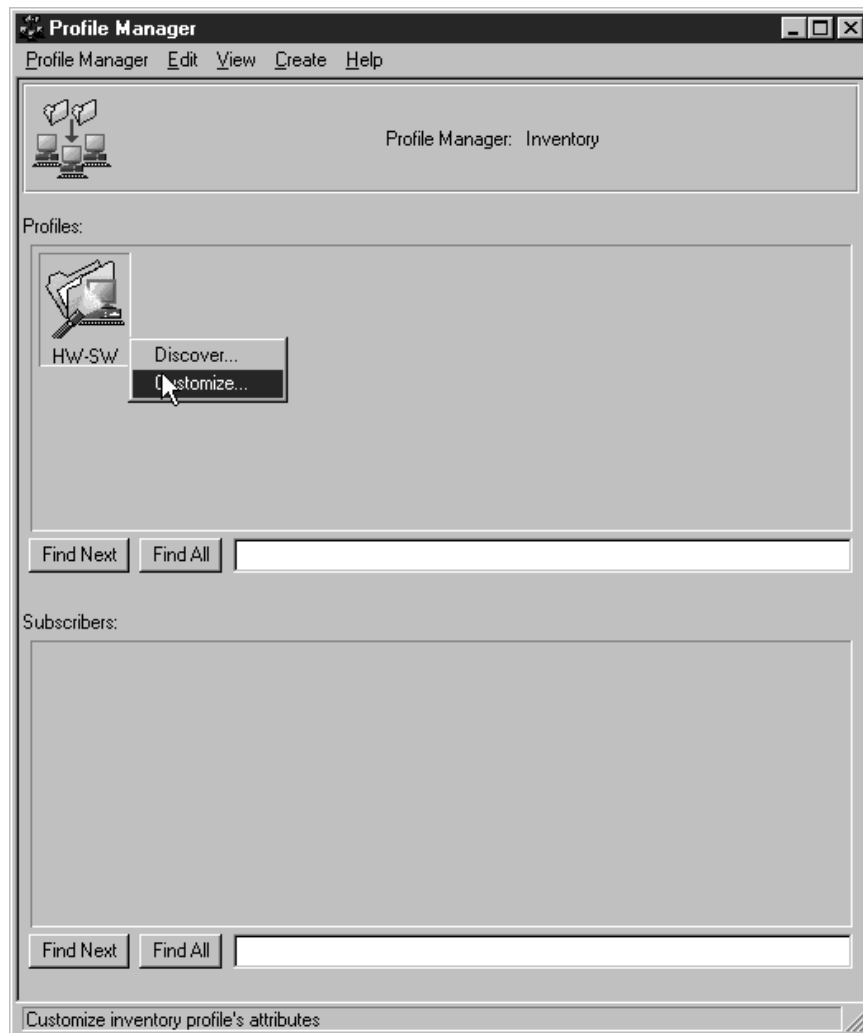 Profile Manager
Profile Manager Edit View Create Help
Profile Manager: Inventory
Profiles:
HW-SW
Discover...
Customize...
Find Next Find All
Subscribers:
Find Next Find All
Customize inventory profile's attributes